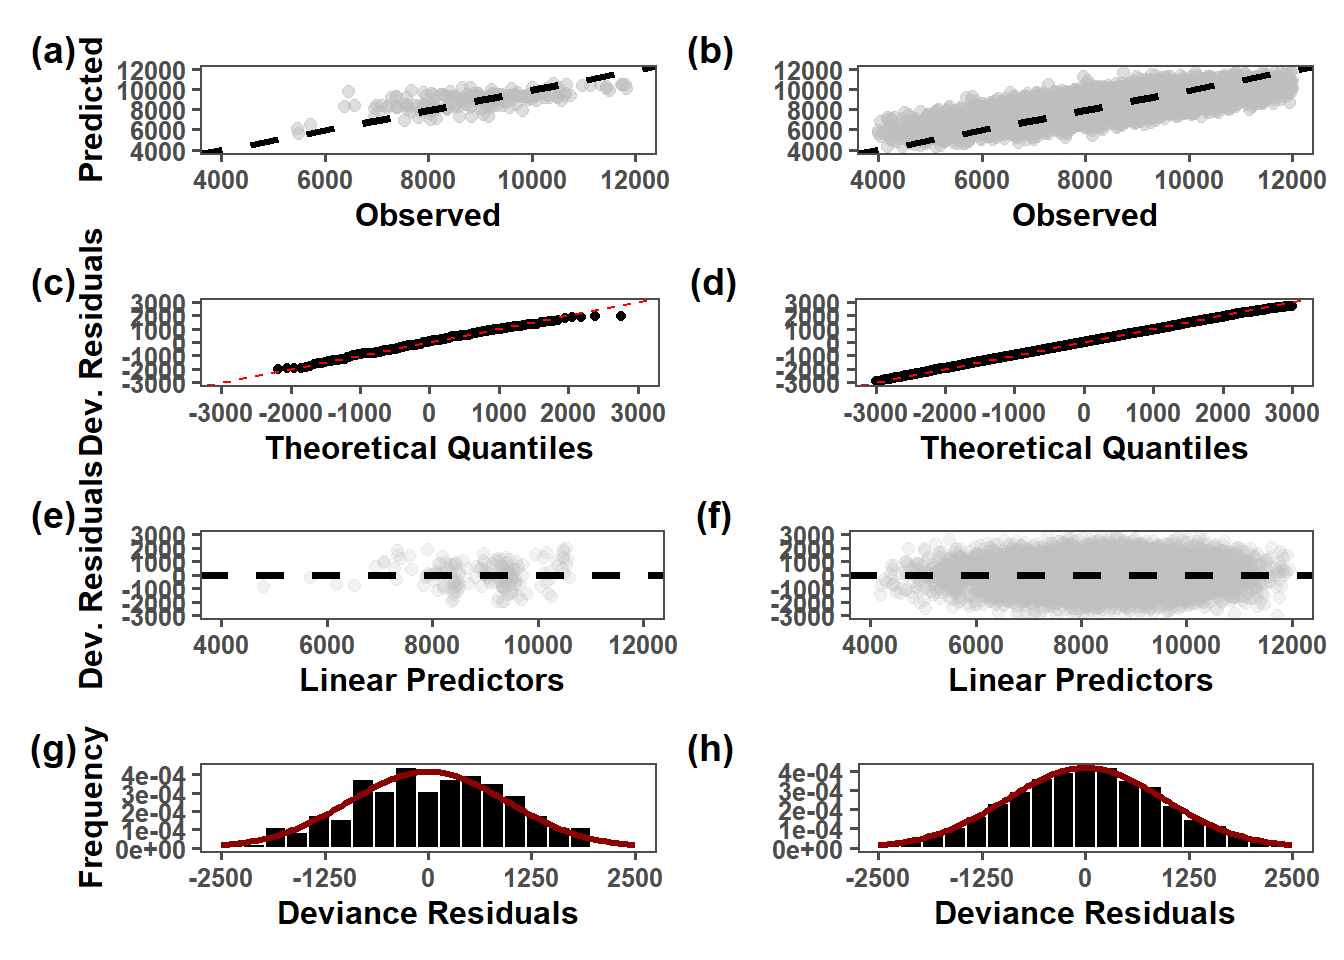 (a)
Predicted
12000
10000
8000
6000
4000
4000 6000 8000 10000 12000
Observed
(b)
12000
10000
8000
6000
4000
4000 6000 8000 10000 12000
Observed
(c)
Dev. Residuals
3000
2000
1000
0
-1000
-2000
-3000
-3000 -2000 -1000 0 1000 2000 3000
Theoretical Quantiles
(d)
3000
2000
1000
0
-1000
-2000
-3000
-3000 -2000 -1000 0 1000 2000 3000
Theoretical Quantiles
(e)
Dev. Residuals
3000
2000
1000
0
-1000
-2000
-3000
4000 6000 8000 10000 12000
Linear Predictors
(f)
3000
2000
1000
0
-1000
-2000
-3000
4000 6000 8000 10000 12000
Linear Predictors
(g)
Frequency
4e-04
3e-04
2e-04
1e-04
0e+00
-2500 -1250 0 1250 2500
Deviance Residuals
(h)
4e-04
3e-04
2e-04
1e-04
0e+00
-2500 -1250 0 1250 2500
Deviance Residuals